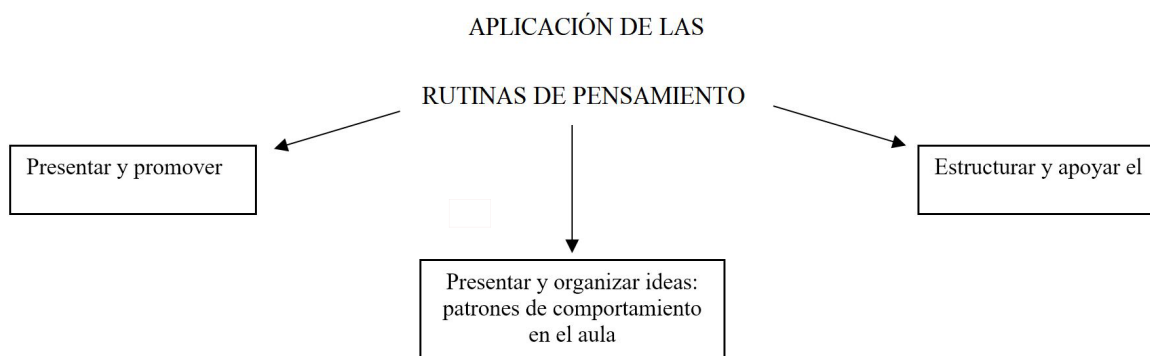 APLICACIÓN DE LAS
RUTINAS DE PENSAMIENTO
Presentar y promover
Estructurar y apoyar el
Presentar y organizar ideas:
patrones de comportamiento
en el aula